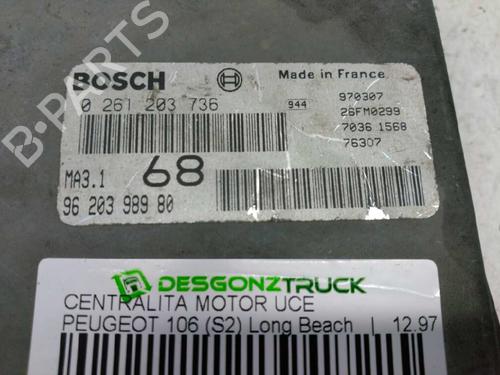 B-PARTS
BOSCH
Made in France
0 261 203 736
944
970307
26FM0299
7036 1568
76307
MA3.1
68
96 203 989 80
DESGONZTRUCK
CENTRALITA MOTOR UCE
PEUGEOT 106 (S2) Long Beach | 12.97